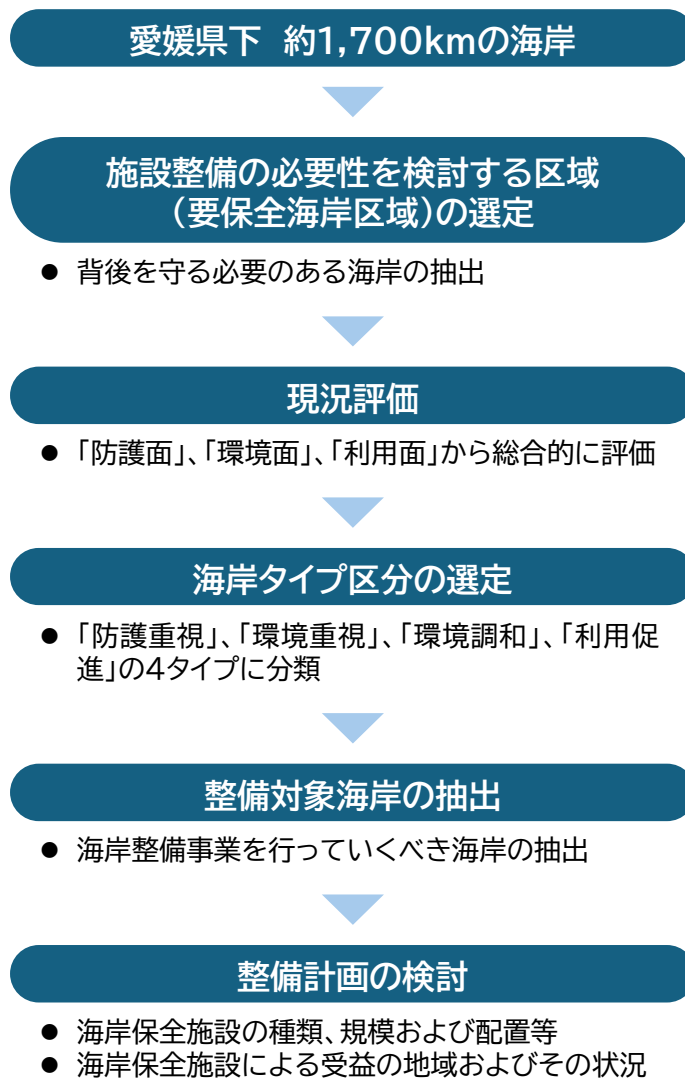 愛媛県下 約1,700kmの海岸
施設整備の必要性を検討する区域
（要保全海岸区域）の選定
● 背後を守る必要のある海岸の抽出
現況評価
● 「防護面」、「環境面」、「利用面」から総合的に評価
海岸タイプ区分の選定
● 「防護重視」、「環境重視」、「環境調和」、「利用促
進」の4タイプに分類
整備対象海岸の抽出
● 海岸整備事業を行っていくべき海岸の抽出
整備計画の検討
● 海岸保全施設の種類、規模および配置等
● 海岸保全施設による受益の地域およびその状況